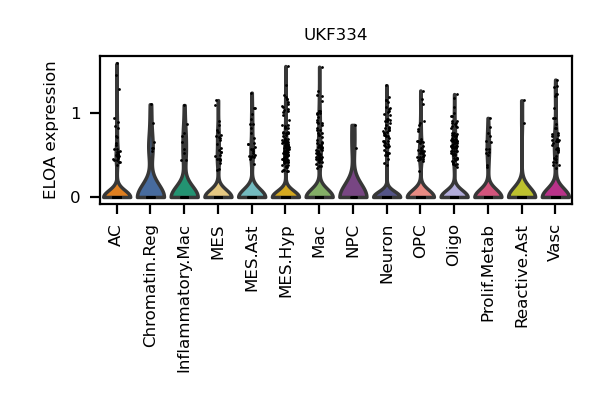 UKF334
ELOA expression
1
0
AC
Chromatin.Reg
Inflammatory.Mac
MES
MES.Ast
MES.Hyp
Mac
NPC
Neuron
OPC
Oligo
Prolif.Metab
Reactive.Ast
Vasc